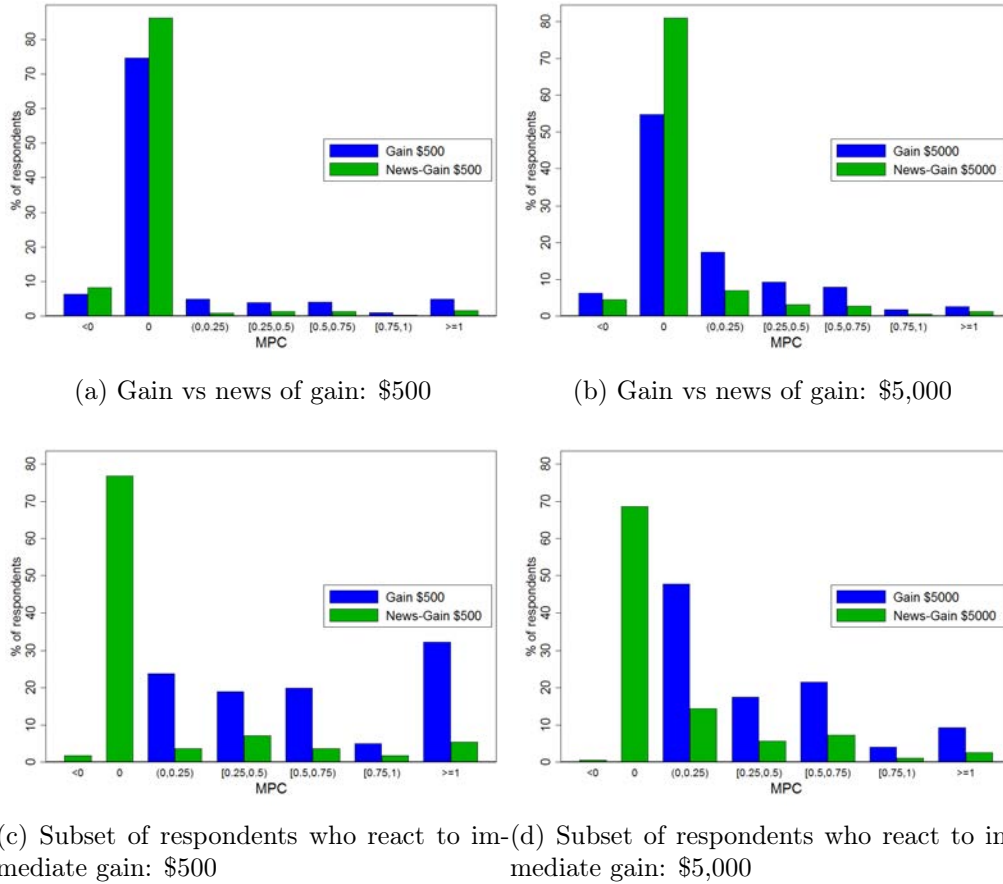 % of respondents
80
70
60
50
40
30
20
10
0
Gain $500
News-Gain $500
<0 0 (0,0.25) [0.25,0.5) [0.5,0.75) [0.75,1) >=1
MPC
(a) Gain vs news of gain: $500
% of respondents
80
70
60
50
40
30
20
10
0
Gain $5000
News-Gain $5000
<0 0 (0,0.25) [0.25,0.5) [0.5,0.75) [0.75,1) >=1
MPC
(b) Gain vs news of gain: $5,000
% of respondents
80
70
60
50
40
30
20
10
0
Gain $500
News-Gain $500
<0 0 (0,0.25) [0.25,0.5) [0.5,0.75) [0.75,1) >=1
MPC
(c) Subset of respondents who react to im-
mediate gain: $500
% of respondents
80
70
60
50
40
30
20
10
0
Gain $5000
News-Gain $5000
<0 0 (0,0.25) [0.25,0.5) [0.5,0.75) [0.75,1) >=1
MPC
(d) Subset of respondents who react to im
mediate gain: $5,000